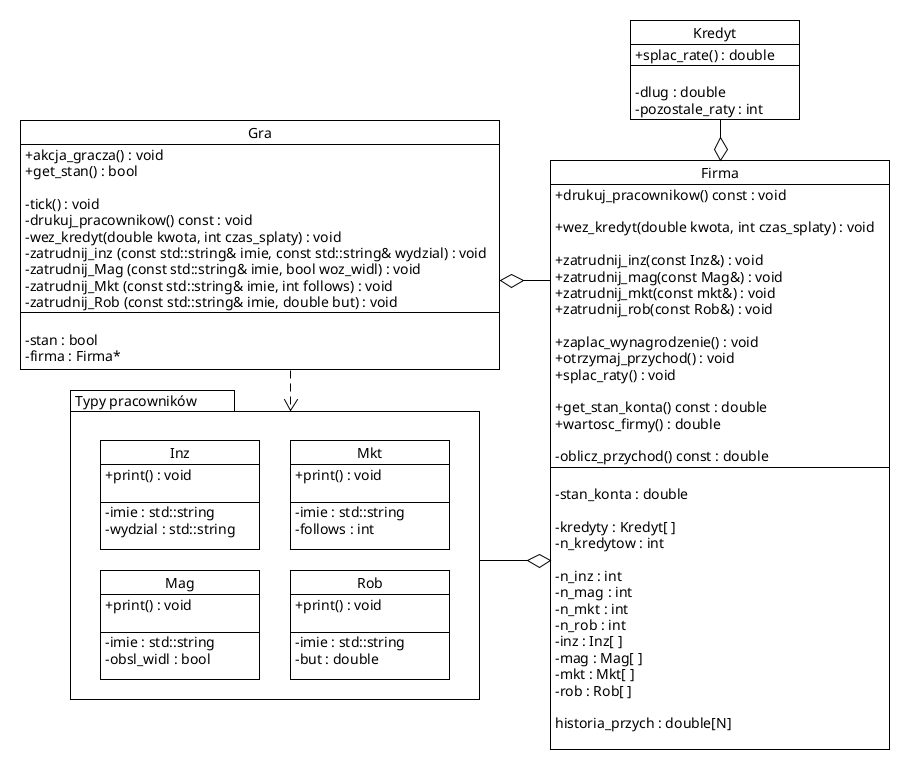 Kredyt
+splac_rate() : double
-dlug : double
-pozostale_raty : int
Gra
+akcja_gracza() : void
+get_stan() : bool
-tick() : void
-drukuj_pracownikow() const : void
-wez_kredyt(double kwota, int czas_splaty) : void
-zatrudnij_inz (const std::string& imie, const std::string& wydzial) : void
-zatrudnij_Mag (const std::string& imie, bool woz_widl) : void
-zatrudnij_Mkt (const std::string& imie, int follows) : void
-zatrudnij_Rob (const std::string& imie, double but) : void
-stan : bool
-firma : Firma*
Firma
+drukuj_pracownikow() const : void
+wez_kredyt(double kwota, int czas_splaty) : void
+zatrudnij_inz(const Inz&) : void
+zatrudnij_mag(const Mag&) : void
+zatrudnij_mkt(const mkt&) : void
+zatrudnij_rob(const Rob&) : void
+zaplac_wynagrodzenie() : void
+otrzymaj_przychod() : void
+splac_raty() : void
+get_stan_konta() const : double
+wartosc_firmy() : double
-oblicz_przychod() const : double
-stan_konta : double
-kredyty : Kredyt[ ]
-n_kredytow : int
-n_inz : int
-n_mag : int
-n_mkt : int
-n_rob : int
-inz : Inz[ ]
-mag : Mag[ ]
-mkt : Mkt[ ]
-rob : Rob[ ]
historia_przych : double[N]
Typy pracowników
Inz
+print() : void
-imie : std::string
-wydzial : std::string
Mkt
+print() : void
-imie : std::string
-follows : int
Mag
+print() : void
-imie : std::string
-obsl_widl : bool
Rob
+print() : void
-imie : std::string
-but : double